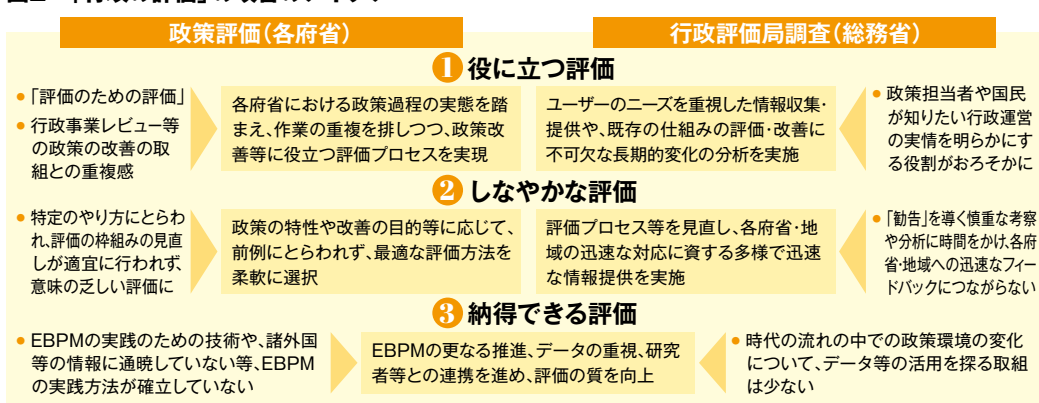 政策評価（各府省）
行政評価局調査（総務省）
❶役に立つ評価
●「評価のための評価」
●行政事業レビュー等
の政策の改善の取
組との重複感
各府省における政策過程の実態を踏
まえ、作業の重複を排しつつ、政策改
善等に役立つ評価プロセスを実現
ユーザーのニーズを重視した情報収集・
提供や、既存の仕組みの評価・改善に
不可欠な長期的変化の分析を実施
●政策担当者や国民
が知りたい行政運営
の実情を明らかにす
る役割がおろそかに
❷しなやかな評価
●特定のやり方にとらわ
れ、評価の枠組みの見直
しが適宜に行われず、
意味の乏しい評価に
政策の特性や改善の目的等に応じて、
前例にとらわれず、最適な評価方法を
柔軟に選択
評価プロセス等を見直し、各府省・地
域の迅速な対応に資する多様で迅速
な情報提供を実施
●「勧告」を導く慎重な考察
や分析に時間をかけ、各府
省・地域への迅速なフィー
ドバックにつながらない
❸納得できる評価
●EBPMの実践のための技術や、諸外国
等の情報に通暁していない等、EBPM
の実践方法が確立していない
EBPMの更なる推進、データの重視、研究
者等との連携を進め、評価の質を向上
●時代の流れの中での政策環境の変化
について、データ等の活用を探る取組
は少ない